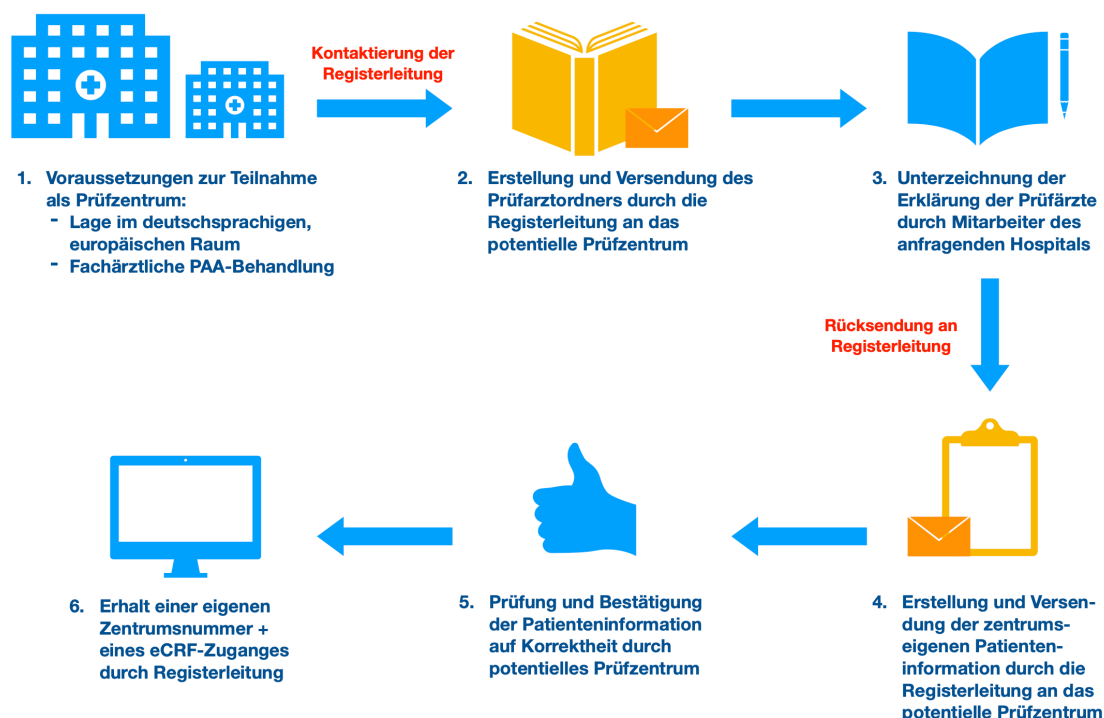 Kontaktierung der
Registerleitung
1. Voraussetzungen zur Teilnahme
als Prüfzentrum:
- Lage im deutschsprachigen,
europäischen Raum
- Fachärztliche PAA-Behandlung
2. Erstellung und Versendung des
Prüfarztordners durch die
Registerleitung an das
potentielle Prüfzentrum
3. Unterzeichnung der
Erklärung der Prüfärzte
durch Mitarbeiter des
anfragenden Hospitals
Rücksendung an
Registerleitung
4. Erstellung und Versen-
dung der zentrums-
eigenen Patienten-
information durch die
Registerleitung an das
potentielle Prüfzentrum
5. Prüfung und Bestätigung
der Patienteninformation
auf Korrektheit durch
potentielles Prüfzentrum
6. Erhalt einer eigenen
Zentrumsnummer +
eines eCRF-Zuganges
durch Registerleitung